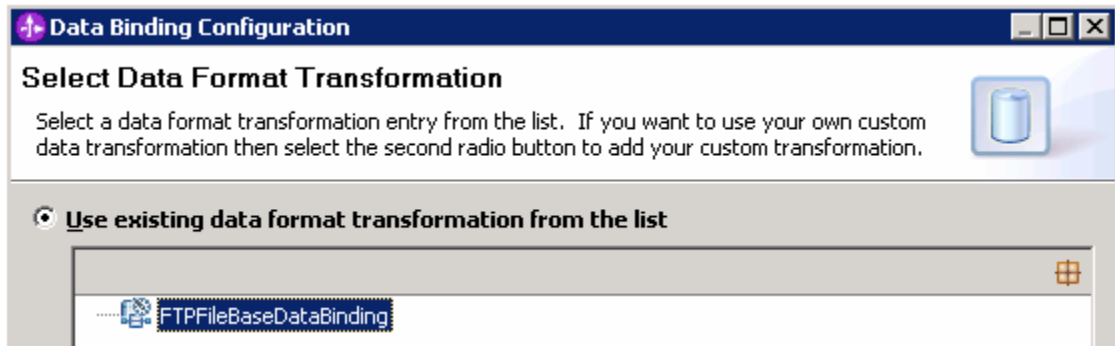 Data Binding Configuration
Select Data Format Transformation
Select a data format transformation entry from the list. If you want to use your own custom
data transformation then select the second radio button to add your custom transformation.
Use existing data format transformation from the list
FTPFileBaseDataBinding